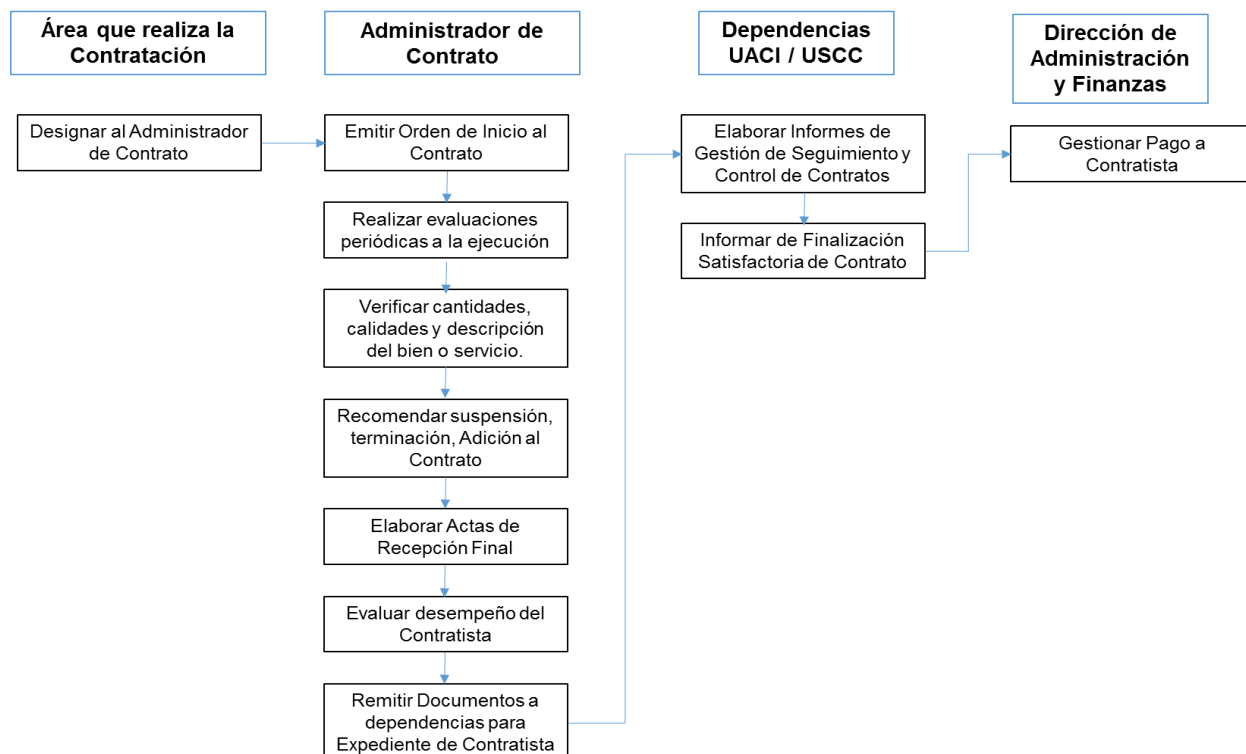 Área que realiza la
Contratación
Administrador de
Contrato
Dependencias
UACI / USCC
Dirección de
Administración
y Finanzas
Designar al Administrador
de Contrato
Emitir Orden de Inicio al
Contrato
Realizar evaluaciones
periódicas a la ejecución
Verificar cantidades,
calidades y descripción
del bien o servicio.
Recomendar suspensión,
terminación, Adición al
Contrato
Elaborar Actas de
Recepción Final
Evaluar desempeño del
Contratista
Remitir Documentos a
dependencias para
Expediente de Contratista
Elaborar Informes de
Gestión de Seguimiento y
Control de Contratos
Informar de Finalización
Satisfactoria de Contrato
Gestionar Pago a
Contratista